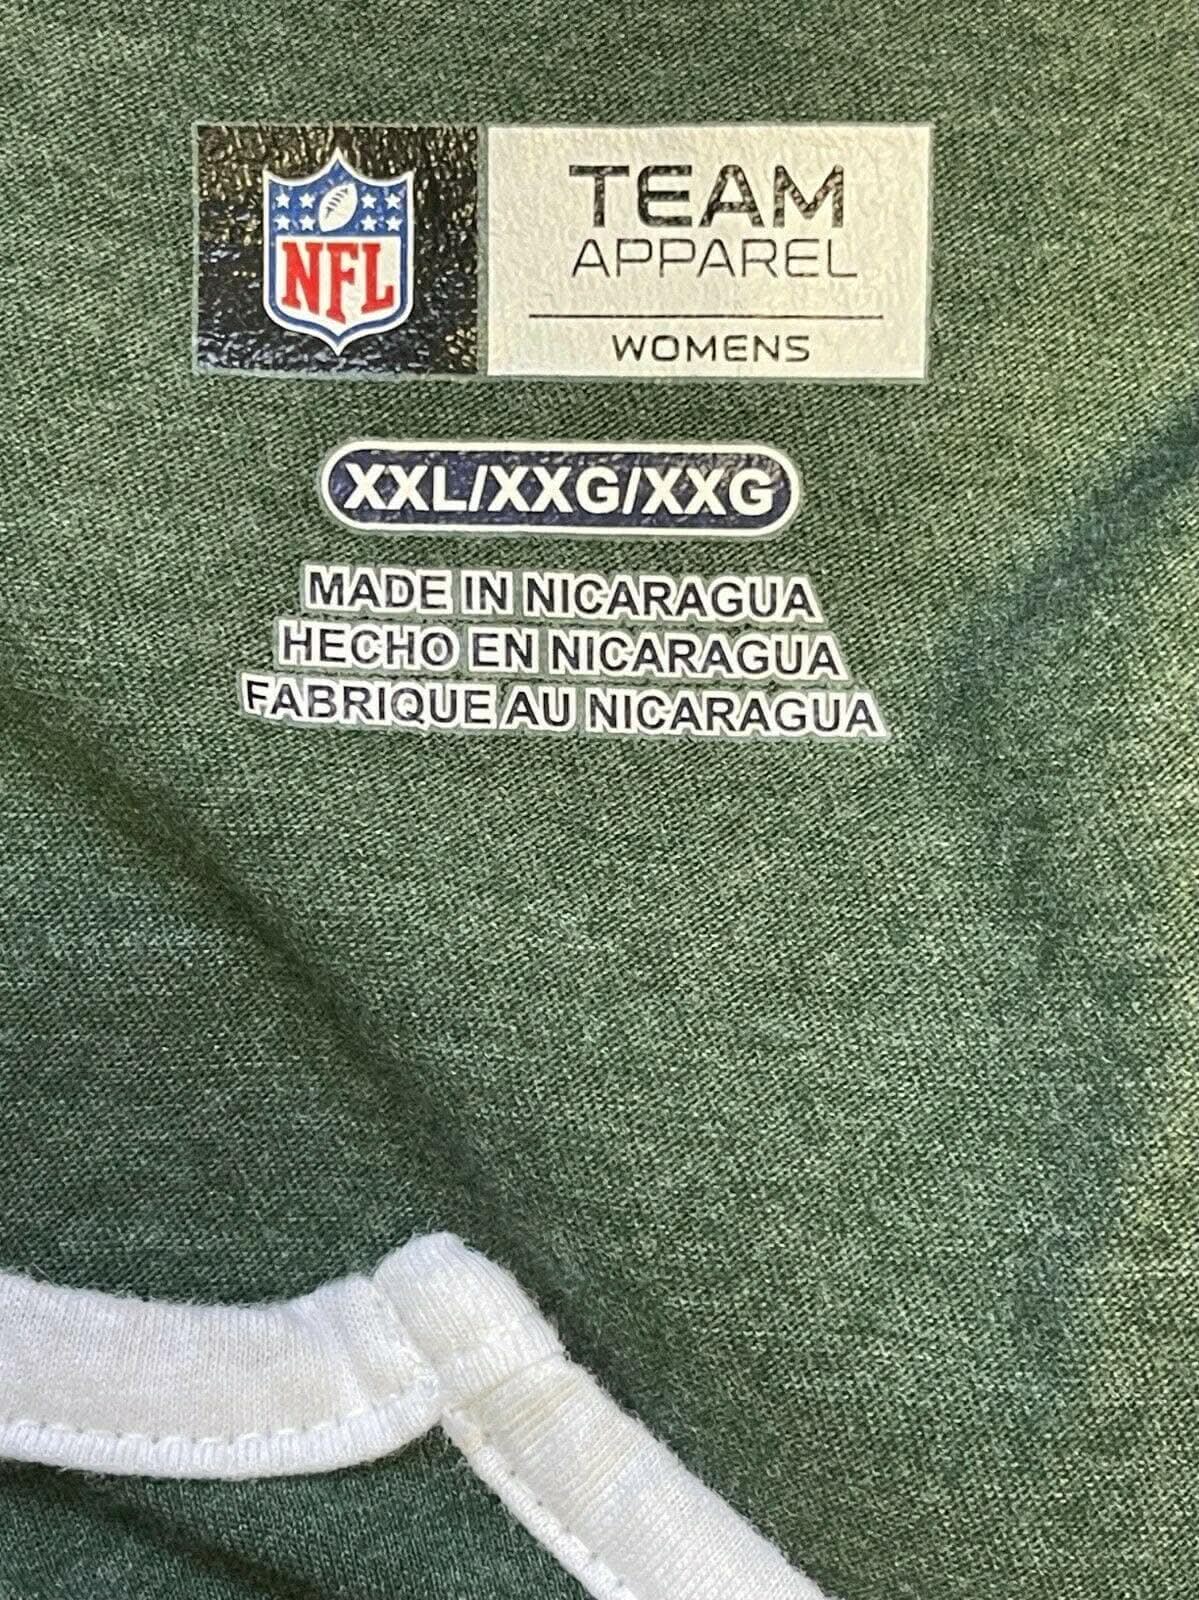 NFL
TEAM
APPAREL
WOMENS
XXL/XXG/XXG
MADE IN NICARAGUA
HECHO EN NICARAGUA
FABRIQUE AU NICARAGUA